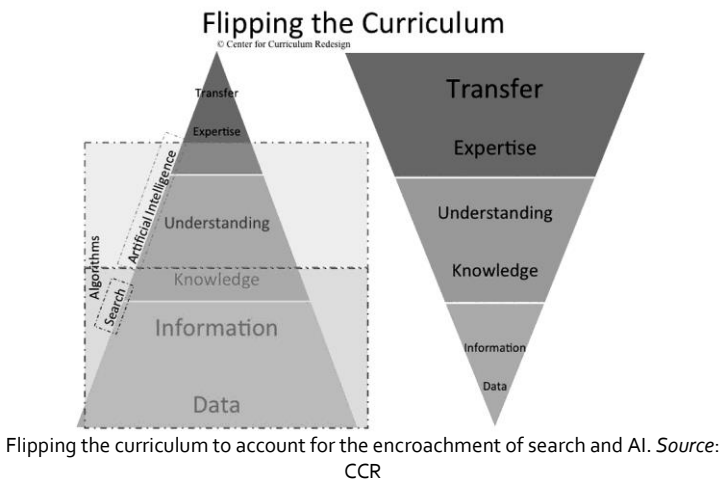 Flipping the Curriculum
© Center for Curriculum Redesign
Transfer
Expertise
Understanding
Knowledge
Information
Data
Algorithms
Artificial Intelligence
Search
Transfer
Expertise
Understanding
Knowledge
Information
Data
Flipping the curriculum to account for the encroachment of search and AI. Source:
CCR